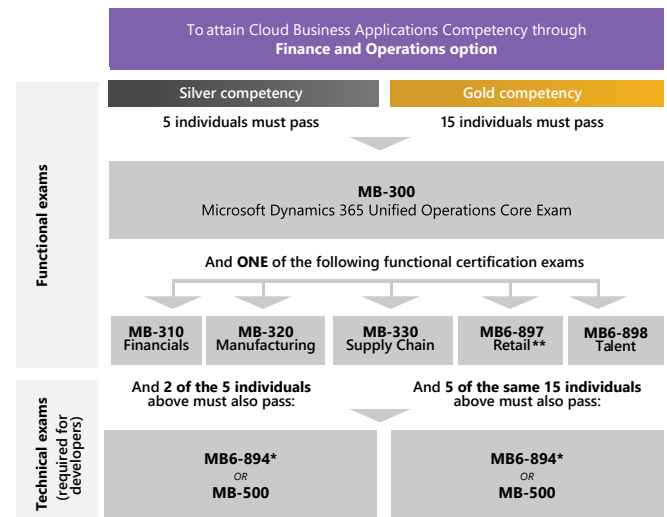 To attain Cloud Business Applications Competency through
Finance and Operations option
Silver competency
Gold competency
5 individuals must pass
15 individuals must pass
Functional exams
MB-300
Microsoft Dynamics 365 Unified Operations Core Exam
And ONE of the following functional certification exams
MB-310
Financials
MB-320
Manufacturing
MB-330
Supply Chain
MB6-897
Retail**
MB6-898
Talent
Technical exams
(required for
developers)
And 2 of the 5 individuals
above must also pass:
And 5 of the same 15 individuals
above must also pass:
MB6-894*
OR
MB-500
MB6-894*
OR
MB-500